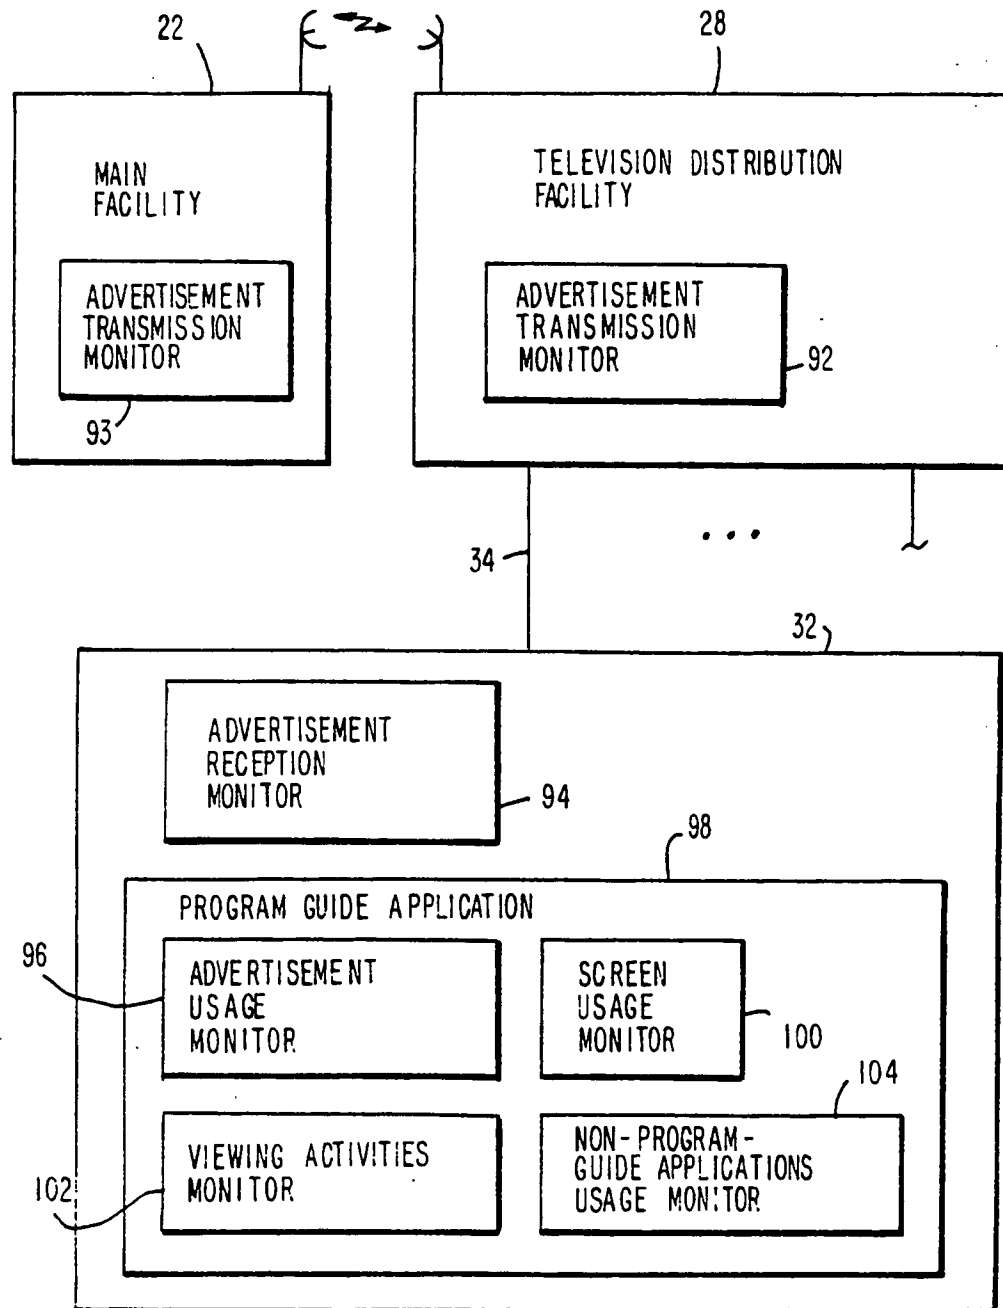 22
28
MAIN
FACILITY
TELEVISION DISTRIBUTION
FACILITY
ADVERTISEMENT
TRANSMISSION
MONITOR
93
ADVERTISEMENT
TRANSMISSION
MONITOR
92
34
...
32
ADVERTISEMENT
RECEPTION
MONITOR
94
98
PROGRAM GUIDE APPLICATION
96
ADVERTISEMENT
USAGE
MONITOR
SCREEN
USAGE
MONITOR
100
104
VIEWING ACTIVITIES
MONITOR
102
NON-PROGRAM-
GUIDE APPLICATIONS
USAGE MONITOR